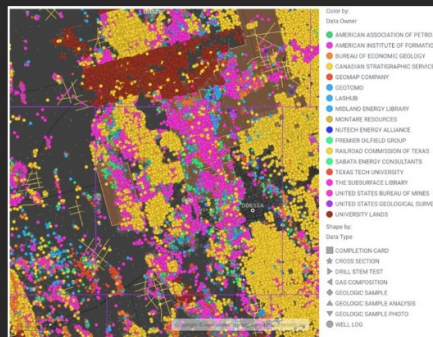 ODESSA
Color by:
Data Owner
AMERICAN ASSOCIATION OF PETRO
AMERICAN INSTITUTE OF FORMATIO
BUREAU OF ECONOMIC GEOLOGY
CANADIAN STRATIGRAPHIC SERVICE
GEOMAP COMPANY
GEOTOMO
LASHUB
MIDLAND ENERGY LIBRARY
MONTARE RESOURCES
NUTECH ENERGY ALLIANCE
PREMIER OILFIELD GROUP
RAILROAD COMMISSION OF TEXAS
SABATA ENERGY CONSULTANTS
TEXAS TECH UNIVERSITY
THE SUBSURFACE LIBRARY
UNITED STATES BUREAU OF MINES
UNITED STATES GEOLOGICAL SURVE
UNIVERSITY LANDS
Shape by:
Data Type
COMPLETION CARD
CROSS SECTION
DRILL STEM TEST
GAS COMPOSITION
GEOLOGIC SAMPLE
GEOLOGIC SAMPLE ANALYSIS
GEOLOGIC SAMPLE PHOTO
WELL LOG